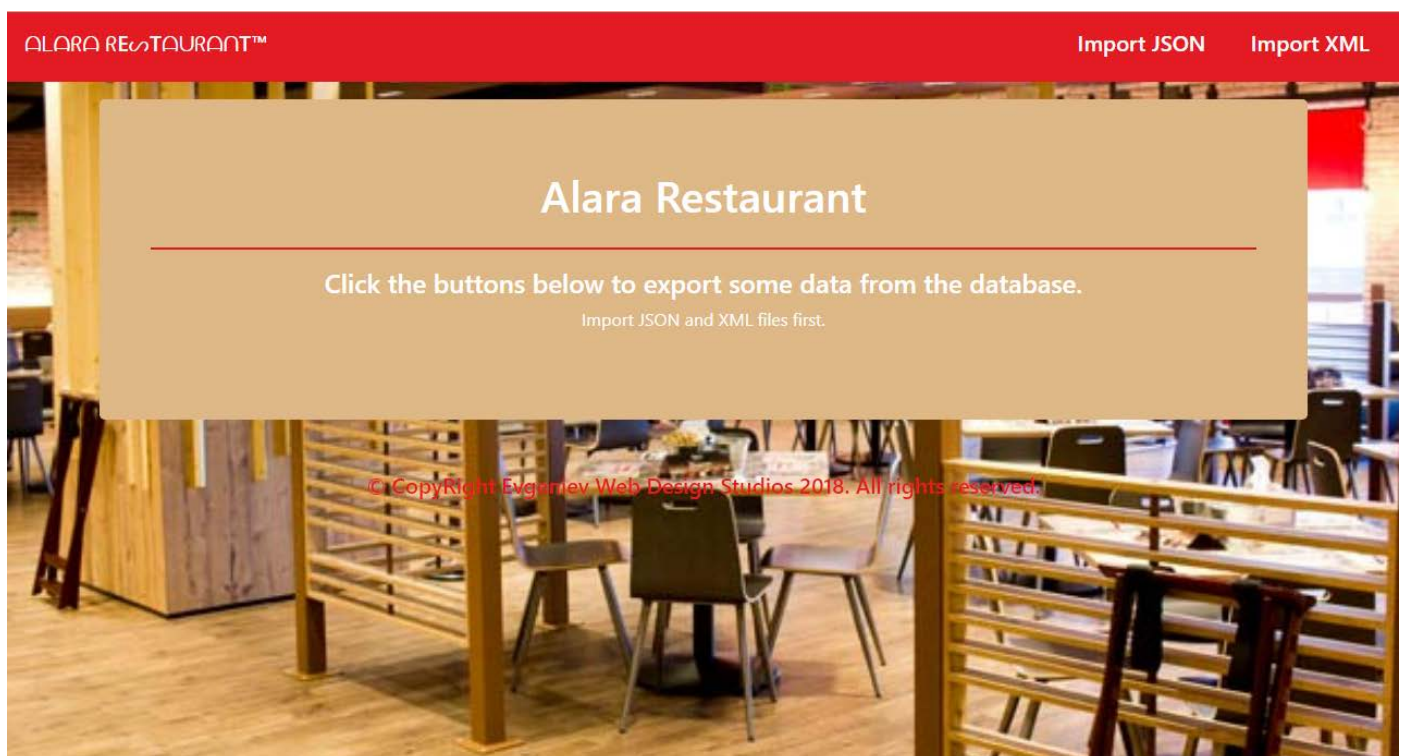 ALARA RESTAURANT™
Import JSON
Import XML
Alara Restaurant
Click the buttons below to export some data from the database.
Import JSON and XML files first.
© CopyRight Evgeniev Web Design Studios 2018. All rights reserved.